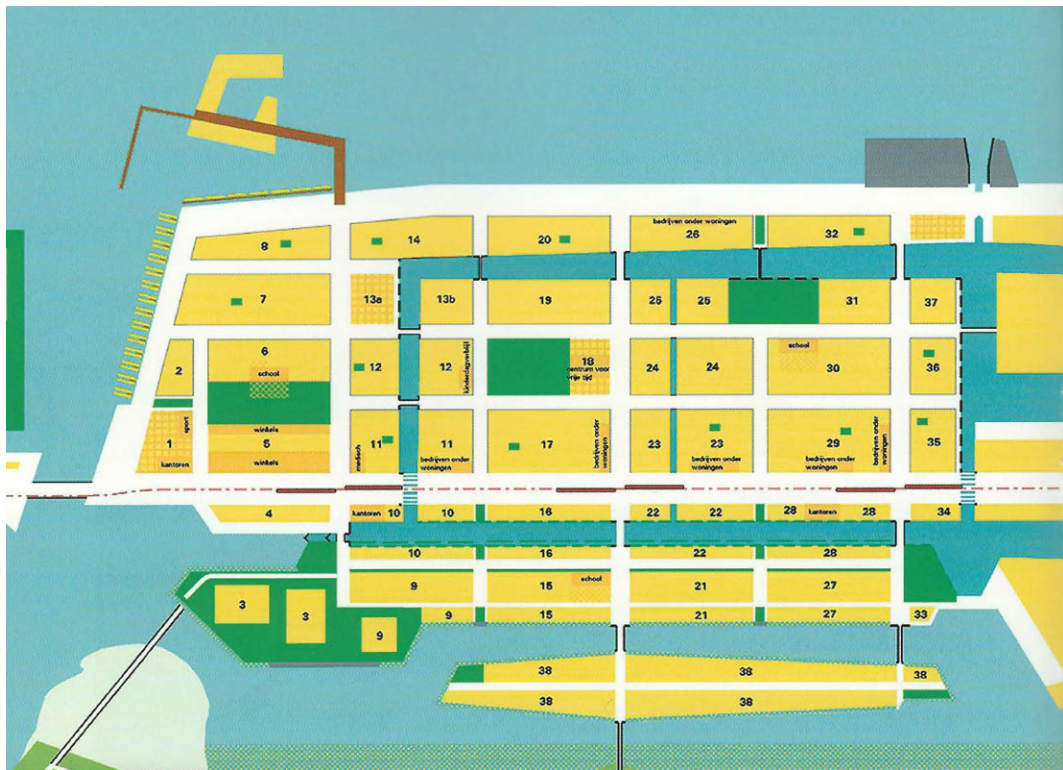 bedrijven onder woningen
26
32
8
14
20
7
13a
13b
19
25
25
31
37
6
school
2
12
12
kinderdagverblijf
18
centrum voor
vrije tijd
24
24
school
30
36
winkels
5
winkels
sport
1
kantoren
medisch
11
11
bedrijven onder
woningen
17
bedrijven onder
woningen
23
23
bedrijven onder
woningen
29
bedrijven onder
woningen
bedrijven onder
woningen
35
4
kantoren
10
10
16
22
22
28
kantoren
28
34
10
16
22
28
9
15
school
21
27
3
3
9
9
15
21
27
33
38
38
38
38
38